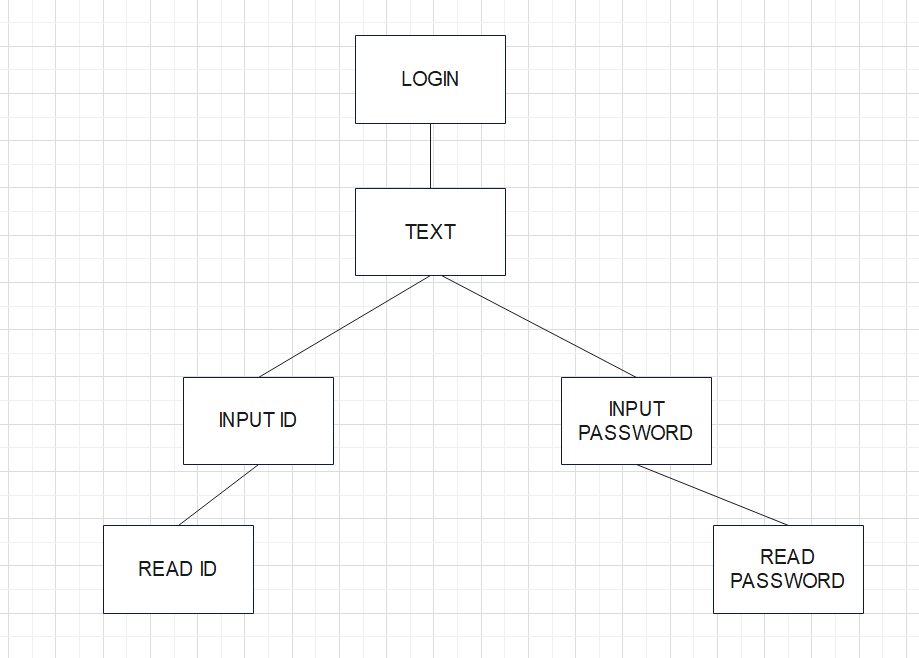 LOGIN
TEXT
INPUT ID
INPUT
PASSWORD
READ ID
READ
PASSWORD